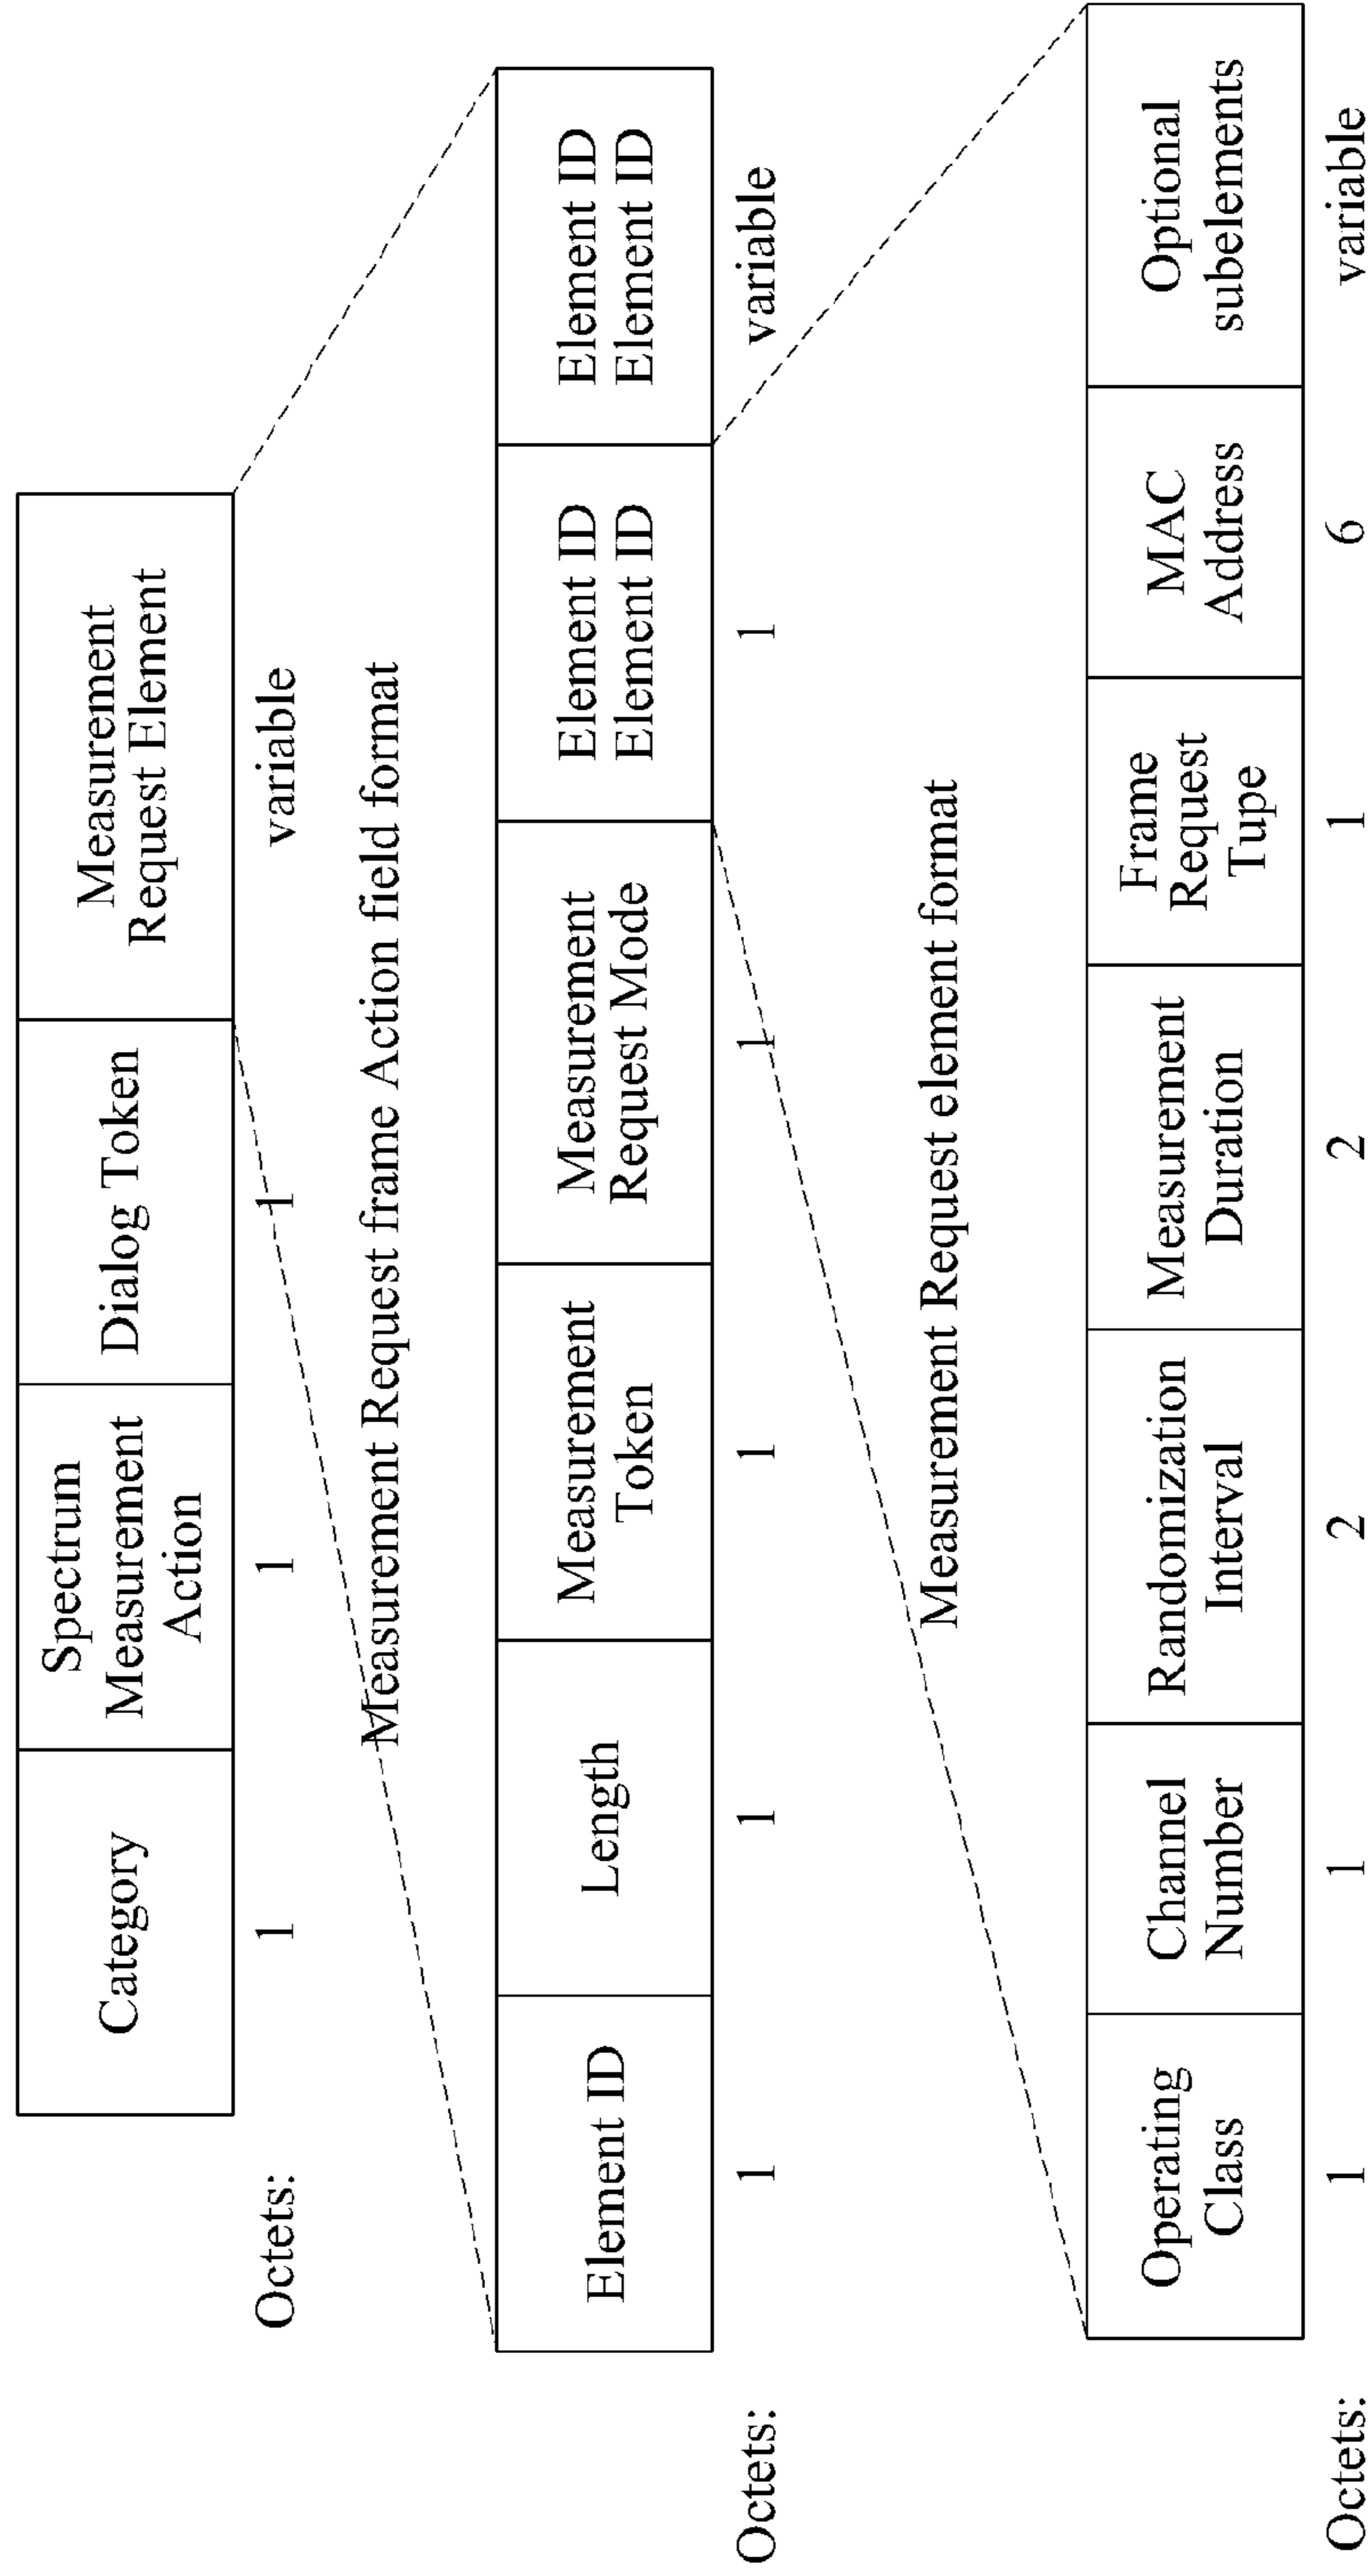 Category
Spectrum
Measurement
Action
Dialog Token
Measurement
Request Element
Octets:
1
1
1
variable
Measurement Request frame Action field format
Element ID
Length
Measurement
Token
Measurement
Request Mode
Element ID
Element ID
Element ID
Element ID
Octets:
1
1
1
1
1
variable
Measurement Request element format
Operating
Class
Channel
Number
Randomization
Interval
Measurement
Duration
Frame
Request
Tupe
MAC
Address
Optional
subelements
Octets:
1
1
2
2
1
6
variable